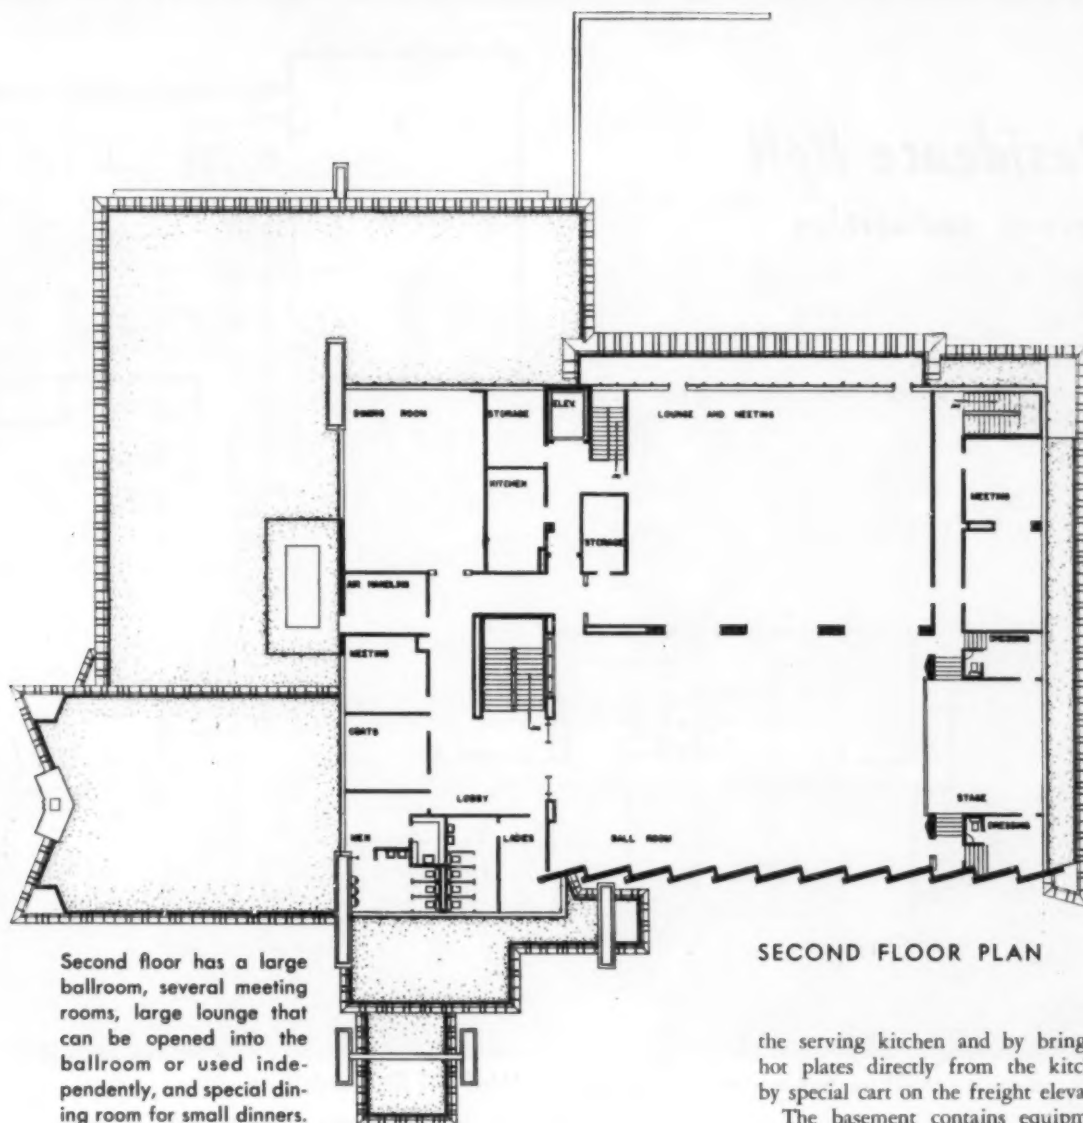 DINING ROOM
STORAGE
ELEV
LOUNGE AND MEETING
KITCHEN
MEETING
STORAGE
AIR HANDLING
MEETING
DRESSING
COATS
LOBBY
STAGE
MEN
LADIES
BALL ROOM
DRESSING
SECOND FLOOR PLAN
Second floor has a large
ballroom, several meeting
rooms, large lounge that
can be opened into the
ballroom or used inde-
pendently, and special din-
ing room for small dinners.
the serving kitchen and by bring
hot plates directly from the kitc
by special cart on the freight eleva
The basement contains equipm